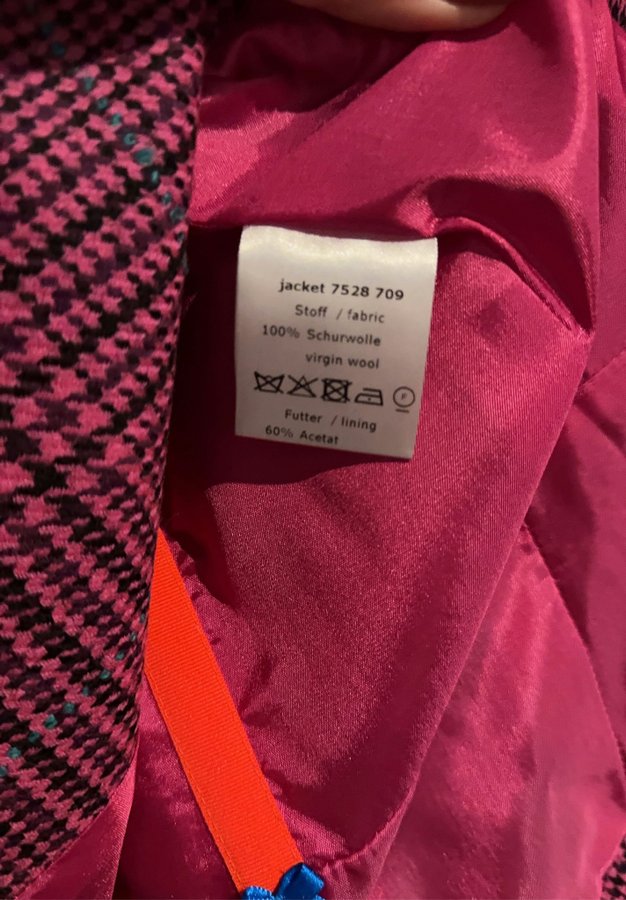 jacket 7528 709
Stoff / fabric
100% Schurwolle
virgin wool
F
Futter / lining
60% Acetat